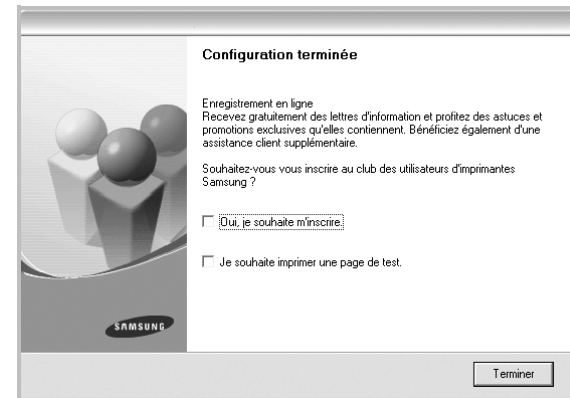 Configuration terminée
Enregistrement en ligne
Recevez gratuitement des lettres d'information et profitez des astuces et
promotions exclusives qu'elles contiennent. Bénéficiez également d'une
assistance client supplémentaire.
Souhaitez-vous vous inscrire au club des utilisateurs d'imprimantes
Samsung ?
Oui, je souhaite m'inscrire.
Je souhaite imprimer une page de test.
SAMSUNG
Terminer